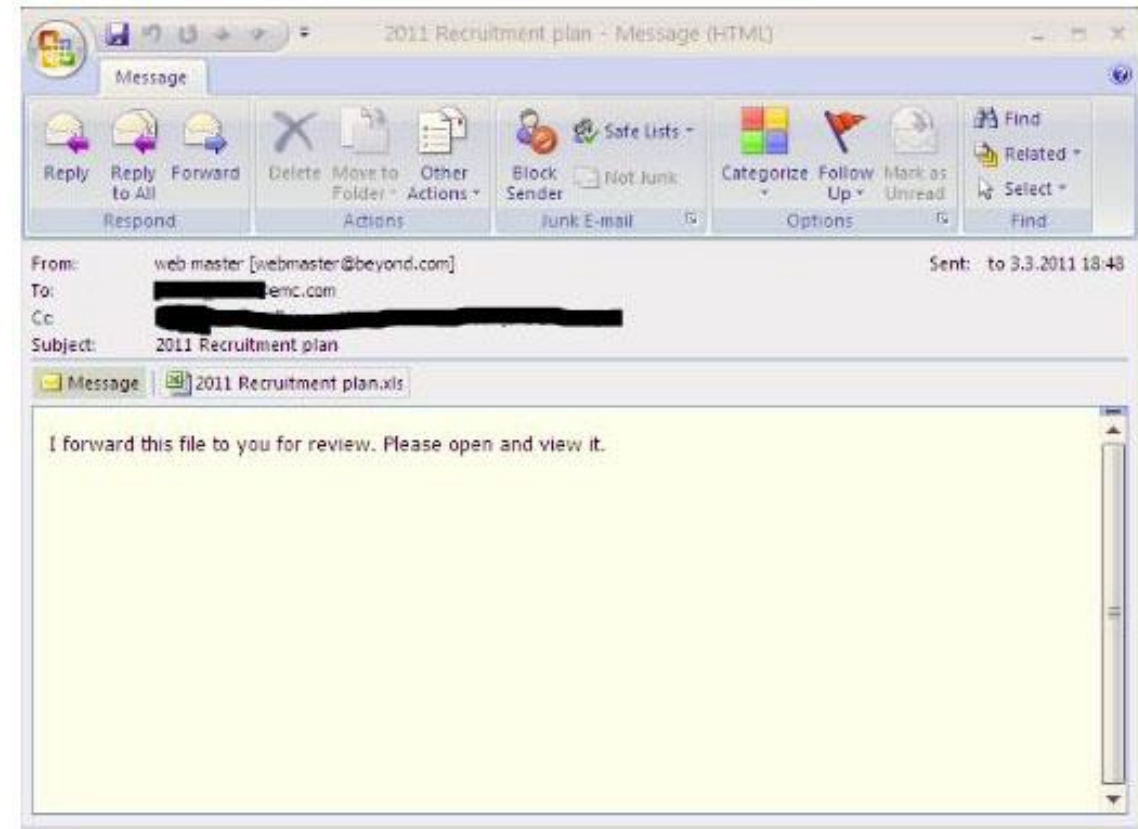 2011 Recruitment plan - Message (HTML)
Message
Reply Reply to All Forward Delete Move to Folder Other Actions Block Sender Safe Lists Not Junk Categorize Follow Up Mark as Unread Find Related Select
Respond Actions Junk E-mail Options Find
From: web master [webmaster@beyond.com] Sent: to 3.3.2011 18:48
To: emc.com
Cc
Subject: 2011 Recruitment plan
Message 2011 Recruitment plan.xls
I forward this file to you for review. Please open and view it.